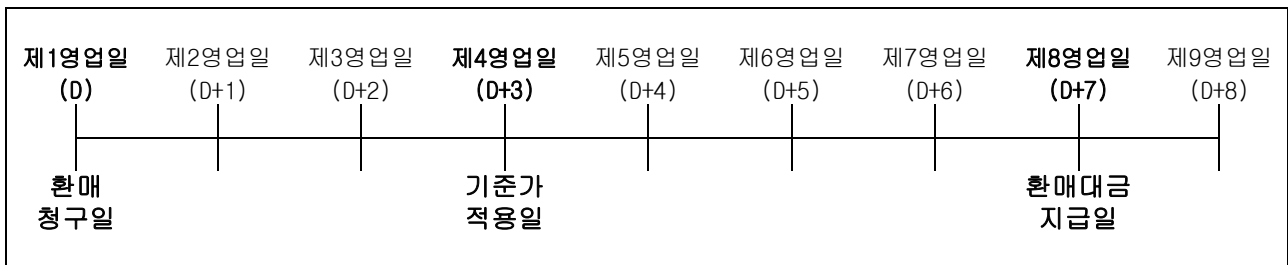 제1영업일 제2영업일 제3영업일 제4영업일 제5영업일 제6영업일 제7영업일 제8영업일 제9영업일
(D) (D+1) (D+2) (D+3) (D+4) (D+5) (D+6) (D+7) (D+8)
환매 기준가 환매대금
청구일 적용일 지급일